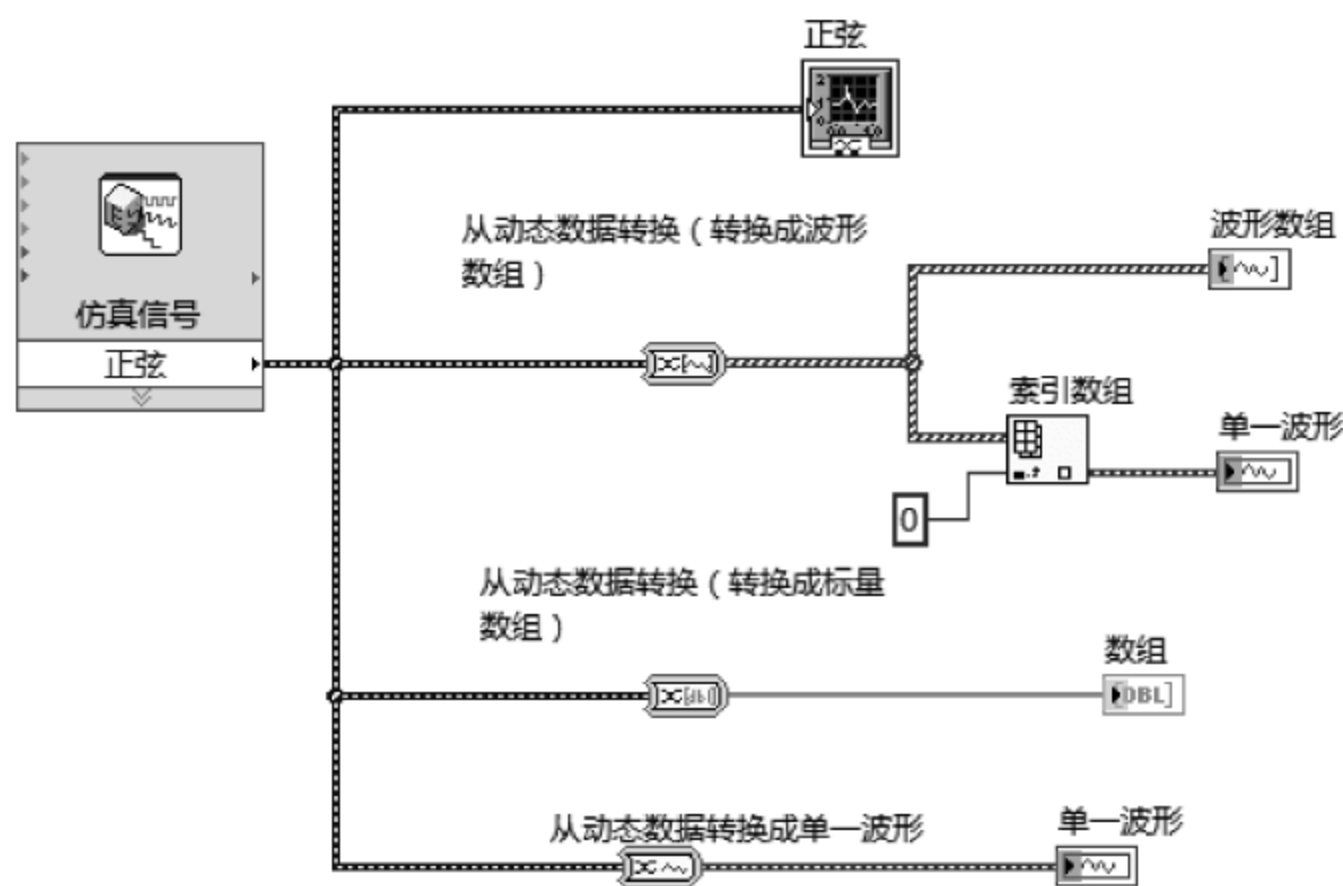 正弦
仿真信号
正弦
从动态数据转换（转换成波形
数组）
波形数组
索引数组
单一波形
0
从动态数据转换（转换成标量
数组）
数组
DBL]
从动态数据转换成单一波形
单一波形